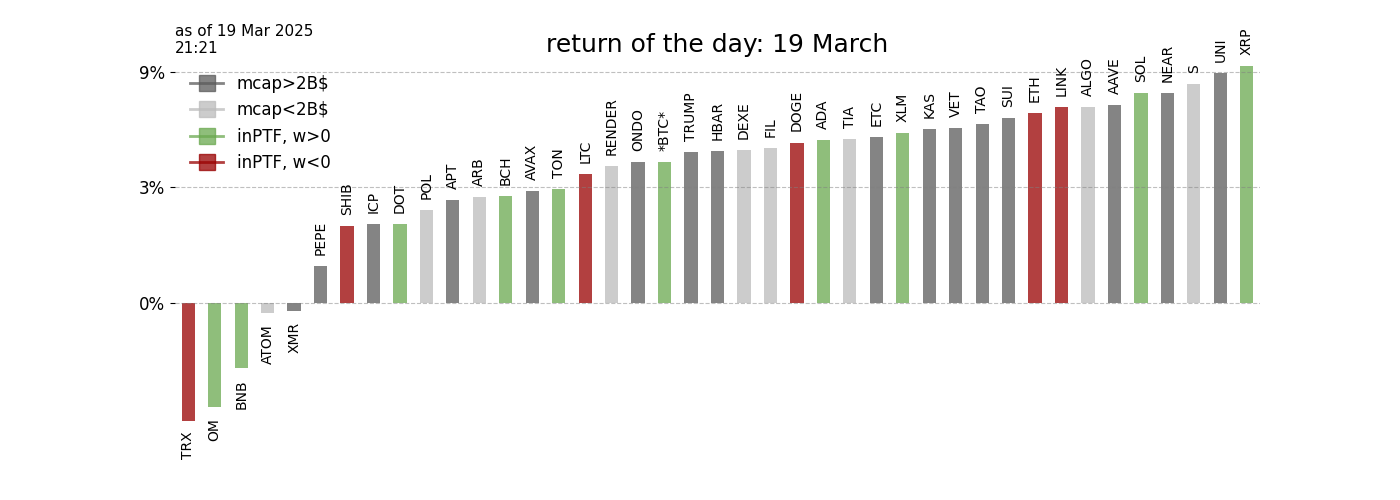 as of 19 Mar 2025
21:21
return of the day: 19 March
9%
3%
0%
mcap>2B$
mcap<2B$
inPTF, w>0
inPTF, w<0
TRX
OM
BNB
ATOM
XMR
PEPE
SHIB
ICP
DOT
POL
APT
ARB
BCH
AVAX
TON
LTC
RENDER
ONDO
*BTC*
TRUMP
HBAR
DEXE
FIL
DOGE
ADA
TIA
ETC
XLM
KAS
VET
TAO
SUI
ETH
LINK
ALGO
AAVE
SOL
NEAR
S
UNI
XRP